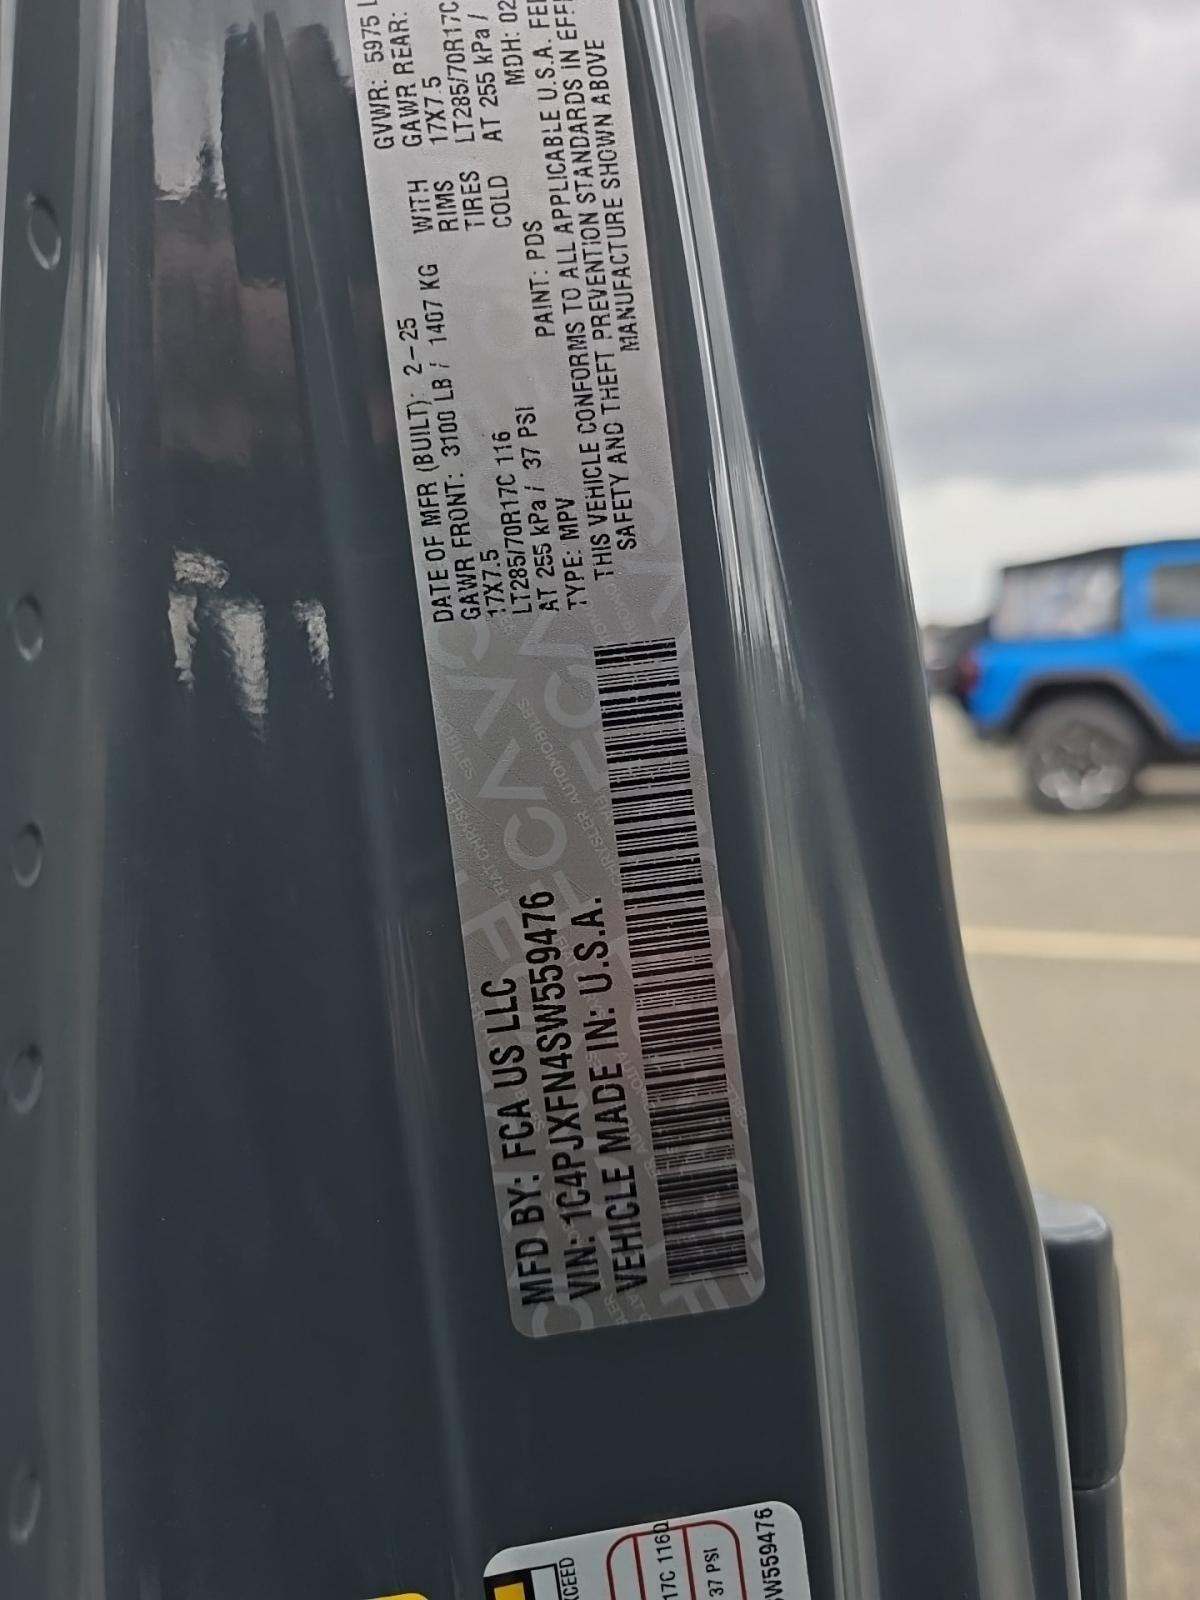 MFD BY: FCA US LLC
VIN: 1C4PJXFN4SW559476
VEHICLE MADE IN: U.S.A.
DATE OF MFR (BUILT): 2-25 GVWR: 5975 L
GAWR FRONT: 3100 LB / 1407 KG WITH GAWR REAR:
17X7.5 RIMS 17X7.5
LT285/70R17C 116 TIRES LT285/70R17C
AT 255 kPa / 37 PSI COLD AT 255 kPa /
TYPE: MPV PAINT: PDS MDH: 02
THIS VEHICLE CONFORMS TO ALL APPLICABLE U.S.A. FE
SAFETY AND THEFT PREVENTION STANDARDS IN EFF
MANUFACTURE SHOWN ABOVE
XCEED
17C 116Q
37 PSI
SW559476